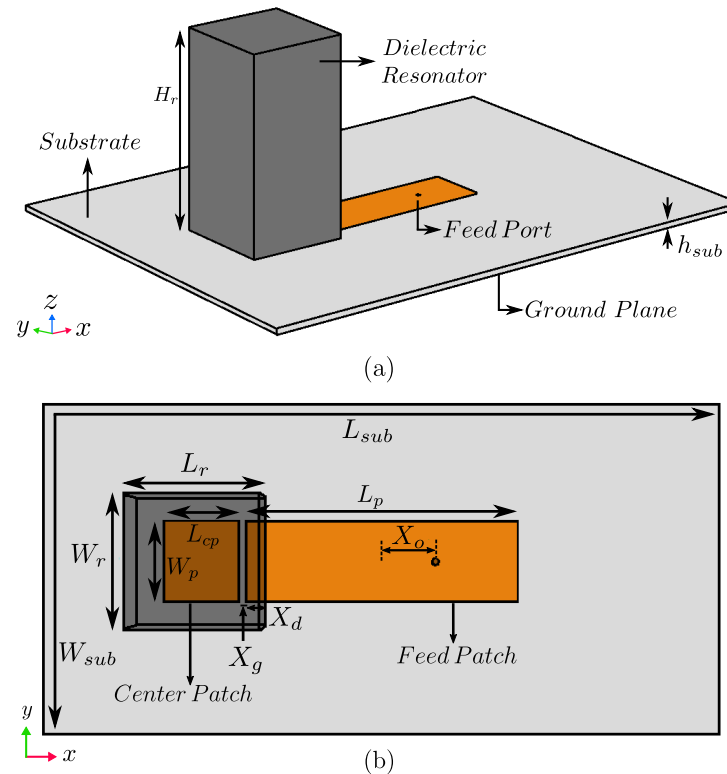 Dielectric
Resonator
H_r
Substrate
Feed Port
h_sub
Ground Plane
z
y
x
(a)
L_sub
L_r
L_p
L_cp
X_o
W_r
W_p
X_d
W_sub
X_g
Feed Patch
Center Patch
y
x
(b)